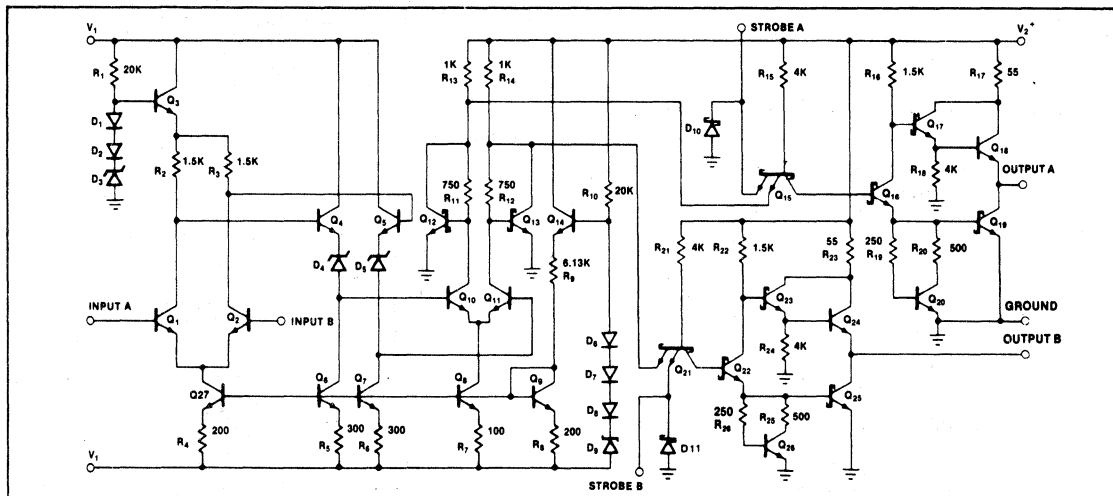 V1
STROBE A
V2+
R1 20K
Q3
D1
D2
D3
R2 1.5K
R3 1.5K
Q4
Q5
D4
D5
1K R13
1K R14
750 R11
750 R12
Q12
Q13
Q14
R10 20K
6.13K R9
Q10
Q11
D10
R15 4K
Q15
R16 1.5K
R17 55
Q17
R18 4K
Q18
OUTPUT A
Q16
Q19
250 R19
R20 500
Q20
GROUND
OUTPUT B
INPUT A
Q1
Q2
INPUT B
Q27
Q6
Q7
Q8
Q9
R4 200
R5 300
R6 300
R7 100
R8 200
V1
D6
D7
D8
D9
R21 4K
R22 1.5K
55 R23
Q23
R24 4K
Q24
Q21
Q22
Q25
250 R26
R25 500
Q26
D11
STROBE B